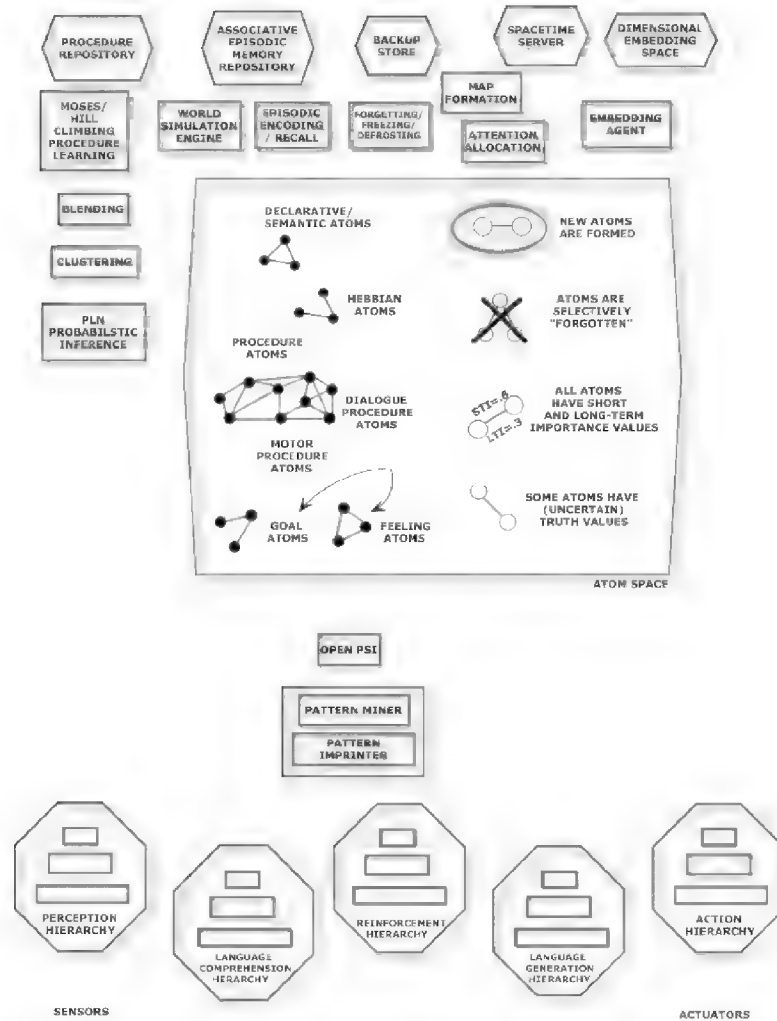 PROCEDURE
REPOSITORY
ASSOCIATIVE
EPISODIC
MEMORY
REPOSITORY
BACKUP
STORE
SPACETIME
SERVER
DIMENSIONAL
EMBEDDING
SPACE
MOSES/
HILL
CLIMBING
PROCEDURE
LEARNING
WORLD
SIMULATION
ENGINE
EPISODIC
ENCODING
/ RECALL
FORGETTING/
FREEZING/
DEFROSTING
MAP
FORMATION
ATTENTION
ALLOCATION
EMBEDDING
AGENT
BLENDING
CLUSTERING
PLN
PROBABILSTIC
INFERENCE
DECLARATIVE/
SEMANTIC ATOMS
HEBBIAN
ATOMS
PROCEDURE
ATOMS
DIALOGUE
PROCEDURE
ATOMS
MOTOR
PROCEDURE
ATOMS
GOAL
ATOMS
FEELING
ATOMS
NEW ATOMS
ARE FORMED
ATOMS ARE
SELECTIVELY
"FORGOTTEN"
STI=.6
LTI=.3
ALL ATOMS
HAVE SHORT
AND LONG-TERM
IMPORTANCE VALUES
SOME ATOMS HAVE
(UNCERTAIN)
TRUTH VALUES
ATOM SPACE
OPEN PSI
PATTERN MINER
PATTERN
IMPRINTER
PERCEPTION
HIERARCHY
LANGUAGE
COMPREHENSION
HIERARCHY
REINFORCEMENT
HIERARCHY
LANGUAGE
GENERATION
HIERARCHY
ACTION
HIERARCHY
SENSORS
ACTUATORS